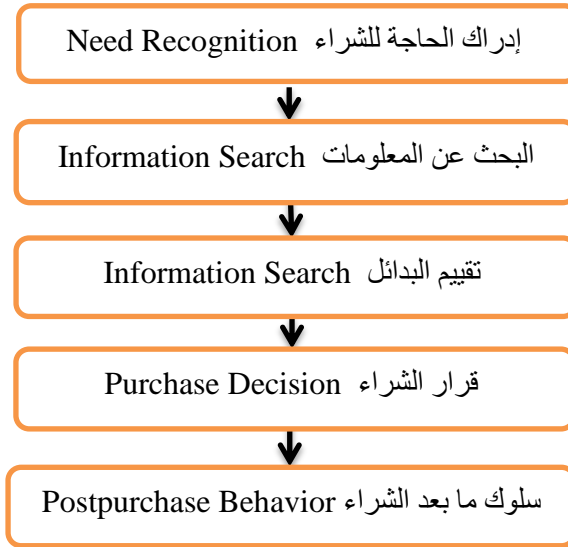 إدراك الحاجة للشراء Need Recognition
البحث عن المعلومات Information Search
تقييم البدائل Information Search
قرار الشراء Purchase Decision
سلوك ما بعد الشراء Postpurchase Behavior